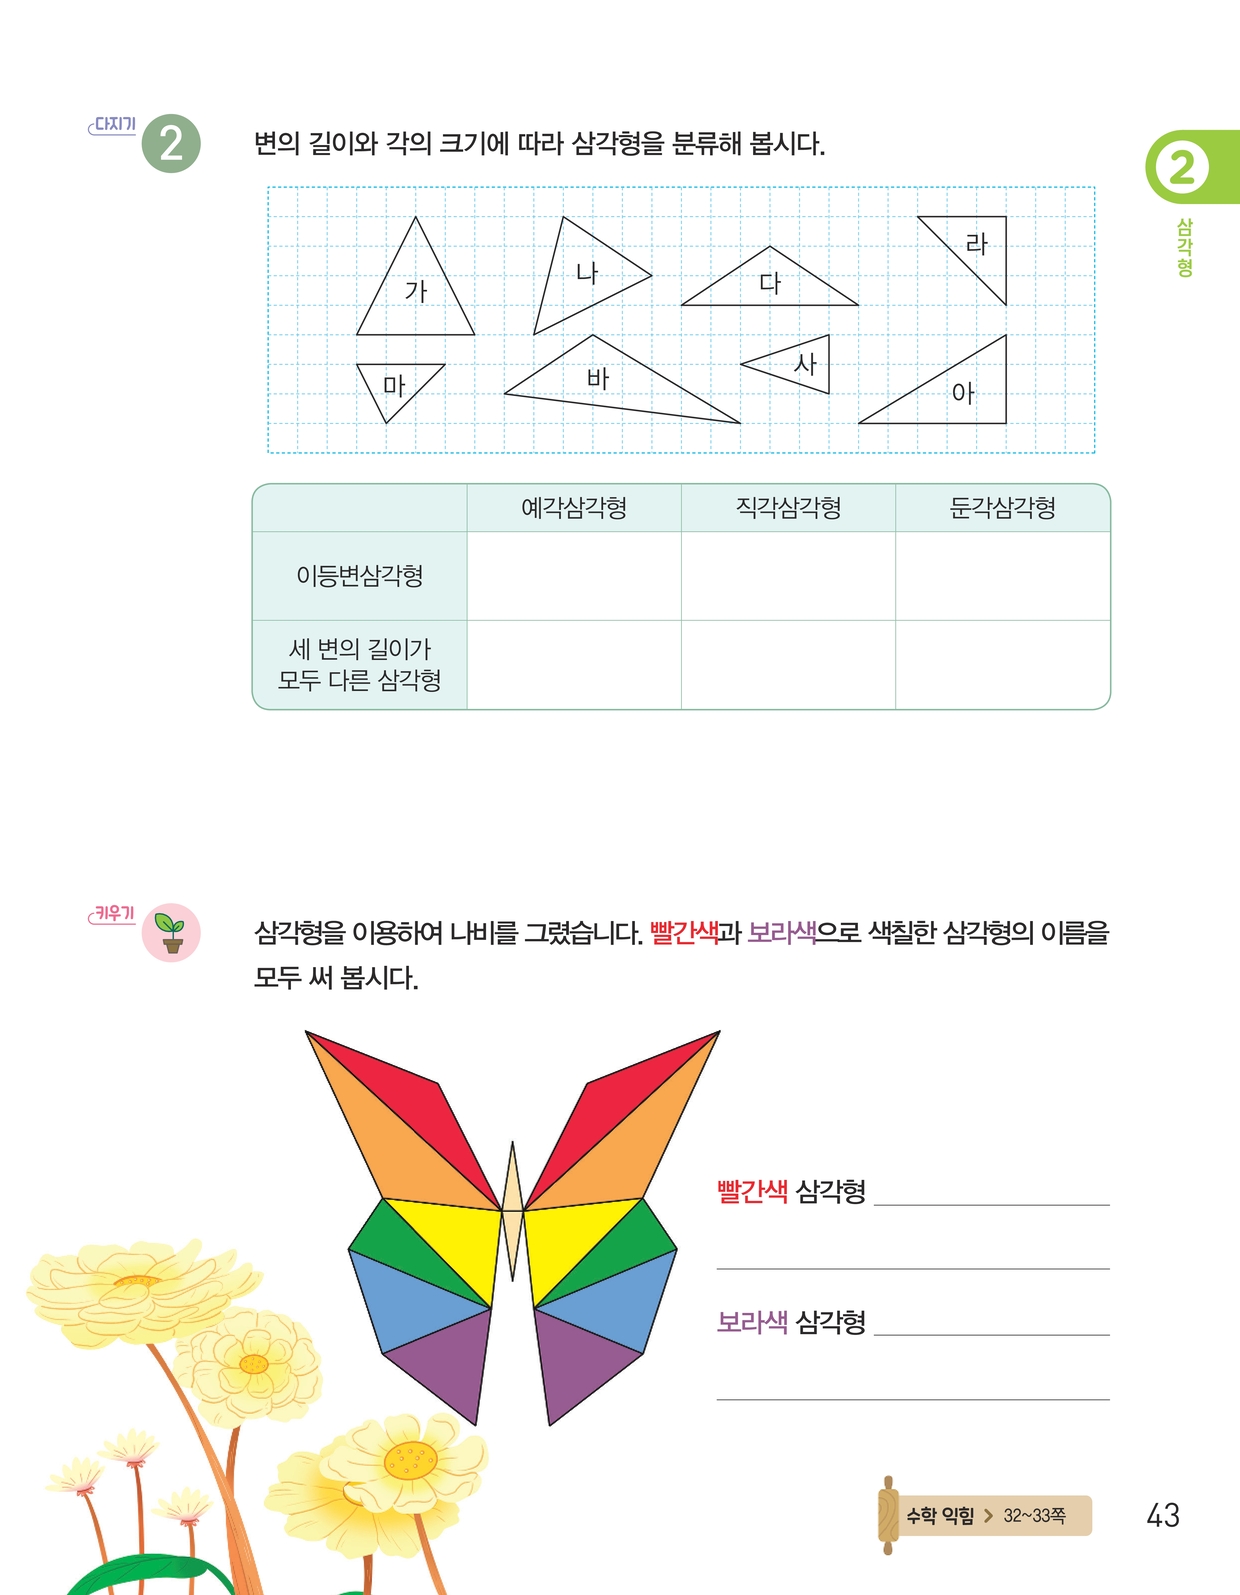 다지기
2
변의 길이와 각의 크기에 따라 삼각형을 분류해 봅시다.
2
삼각형
가
나
다
라
마
바
사
아
예각삼각형
직각삼각형
둔각삼각형
이등변삼각형
세 변의 길이가
모두 다른 삼각형
키우기
삼각형을 이용하여 나비를 그렸습니다. 빨간색과 보라색으로 색칠한 삼각형의 이름을
모두 써 봅시다.
빨간색 삼각형
보라색 삼각형
수학 익힘 > 32~33쪽
43